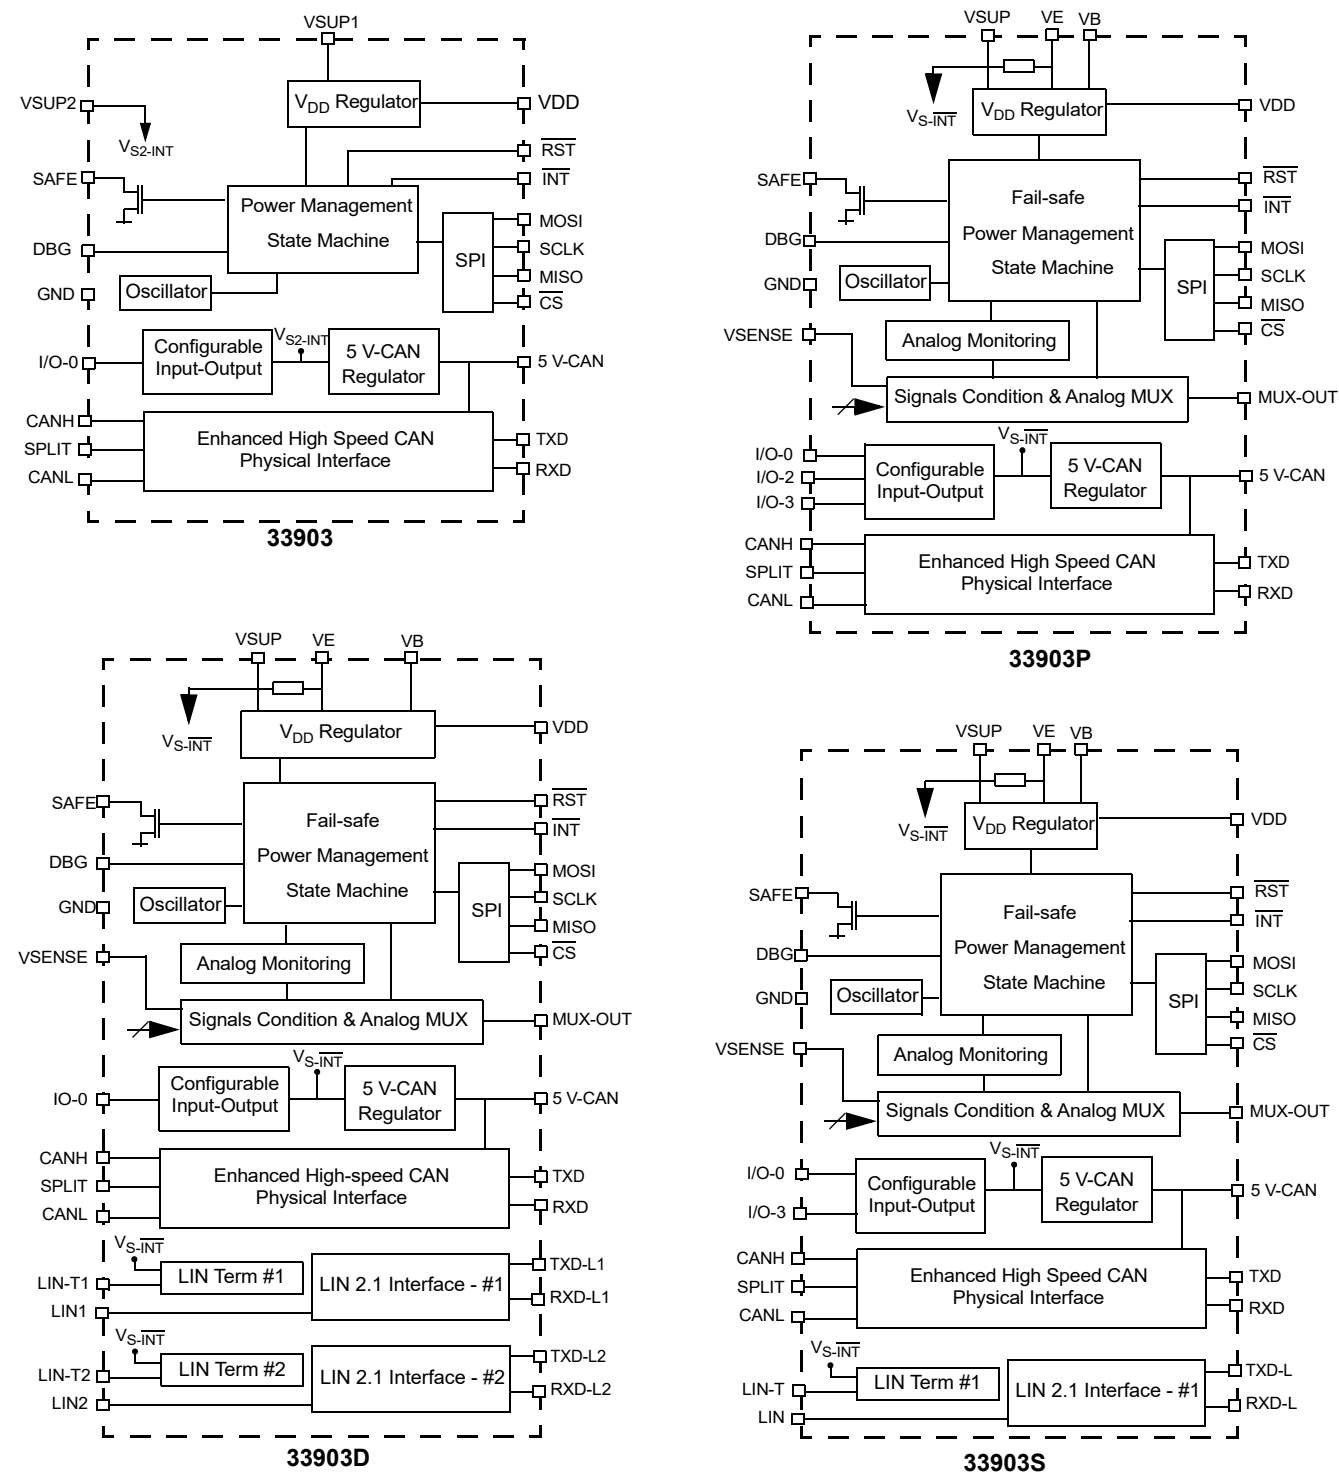 VSUP1
VSUP2
VS2-INT
VDD Regulator
VDD
RST
INT
SAFE
Power Management
State Machine
DBG
GND
Oscillator
SPI
MOSI
SCLK
MISO
CS
I/O-0
Configurable
Input-Output
VS2-INT
5 V-CAN
Regulator
5 V-CAN
CANH
SPLIT
CANL
Enhanced High Speed CAN
Physical Interface
TXD
RXD
33903
VSUP
VE
VB
VS-INT
VDD Regulator
VDD
SAFE
Fail-safe
Power Management
State Machine
RST
INT
DBG
GND
Oscillator
SPI
MOSI
SCLK
MISO
CS
VSENSE
Analog Monitoring
Signals Condition & Analog MUX
MUX-OUT
I/O-0
I/O-2
I/O-3
Configurable
Input-Output
VS-INT
5 V-CAN
Regulator
5 V-CAN
CANH
SPLIT
CANL
Enhanced High Speed CAN
Physical Interface
TXD
RXD
33903P
VSUP
VE
VB
VS-INT
VDD Regulator
VDD
SAFE
Fail-safe
Power Management
State Machine
RST
INT
DBG
GND
Oscillator
SPI
MOSI
SCLK
MISO
CS
VSENSE
Analog Monitoring
Signals Condition & Analog MUX
MUX-OUT
IO-0
Configurable
Input-Output
VS-INT
5 V-CAN
Regulator
5 V-CAN
CANH
SPLIT
CANL
Enhanced High-speed CAN
Physical Interface
TXD
RXD
VS-INT
LIN-T1
LIN1
LIN Term #1
LIN 2.1 Interface - #1
TXD-L1
RXD-L1
VS-INT
LIN-T2
LIN2
LIN Term #2
LIN 2.1 Interface - #2
TXD-L2
RXD-L2
33903D
VSUP
VE
VB
VS-INT
VDD Regulator
VDD
SAFE
Fail-safe
Power Management
State Machine
RST
INT
DBG
GND
Oscillator
SPI
MOSI
SCLK
MISO
CS
VSENSE
Analog Monitoring
Signals Condition & Analog MUX
MUX-OUT
I/O-0
I/O-3
Configurable
Input-Output
VS-INT
5 V-CAN
Regulator
5 V-CAN
CANH
SPLIT
CANL
Enhanced High Speed CAN
Physical Interface
TXD
RXD
VS-INT
LIN-T
LIN
LIN Term #1
LIN 2.1 Interface - #1
TXD-L
RXD-L
33903S